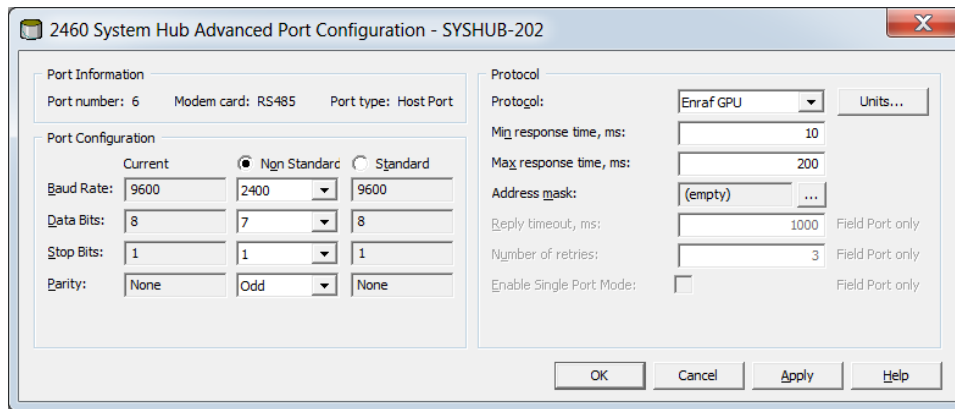 2460 System Hub Advanced Port Configuration - SYSHUB-202
Port Information
Port number: 6 Modem card: RS485 Port type: Host Port
Port Configuration
Current Non Standard Standard
Baud Rate: 9600 2400 9600
Data Bits: 8 7 8
Stop Bits: 1 1 1
Parity: None Odd None
Protocol
Protocol: Enraf GPU Units...
Min response time, ms: 10
Max response time, ms: 200
Address mask: (empty) ...
Reply timeout, ms: 1000 Field Port only
Number of retries: 3 Field Port only
Enable Single Port Mode: Field Port only
OK Cancel Apply Help